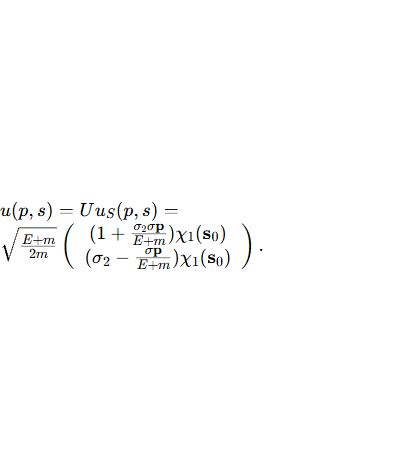 u(p, s) = Uu_S(p, s) =
\sqrt{\frac{E+m}{2m}} \left( \begin{array}{c} (1 + \frac{\sigma_2 \sigma \mathbf{p}}{E+m}) \chi_1(\mathbf{s}_0) \\ (\sigma_2 - \frac{\sigma \mathbf{p}}{E+m}) \chi_1(\mathbf{s}_0) \end{array} \right) .